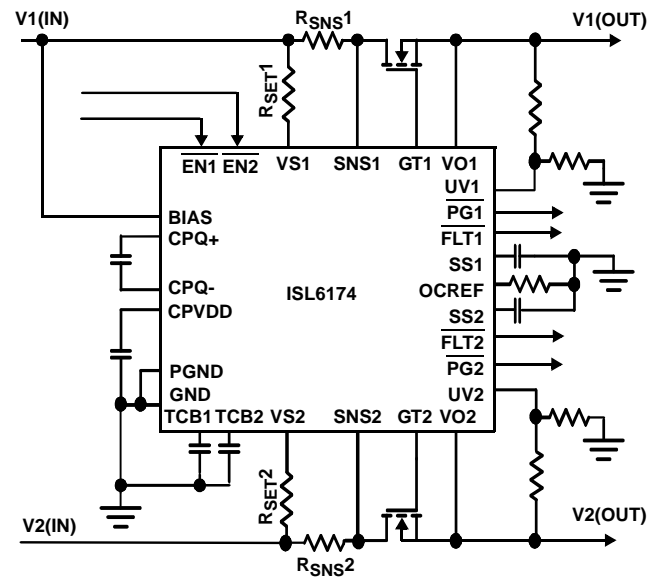 V1(IN)
RSNS1
V1(OUT)
RSET1
EN1 EN2 VS1 SNS1 GT1 VO1
UV1
BIAS
PG1
CPQ+
FLT1
SS1
CPQ-
ISL6174
OCREF
CPVDD
SS2
FLT2
PGND
PG2
GND
UV2
TCB1 TCB2 VS2 SNS2 GT2 VO2
RSET2
V2(IN)
V2(OUT)
RSNS2